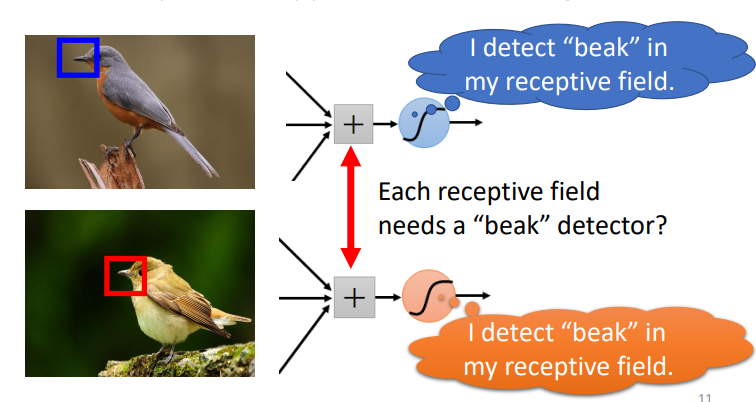 I detect “beak” in
my receptive field.
+
Each receptive field
needs a “beak” detector?
+
I detect “beak” in
my receptive field.
11